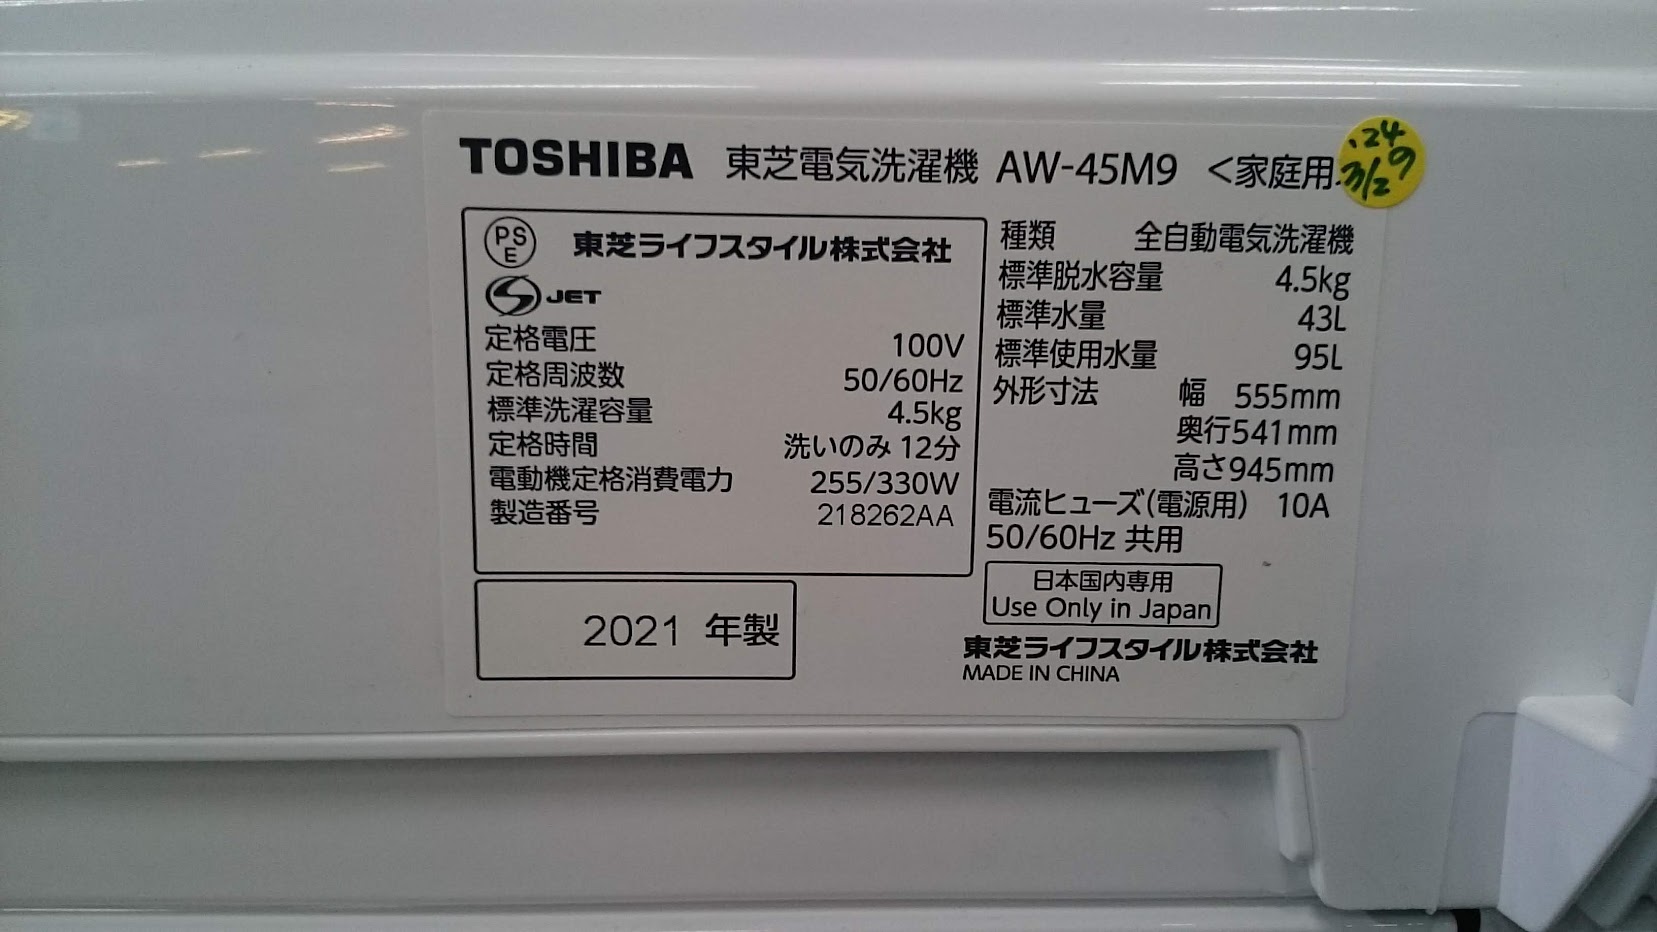 TOSHIBA 東芝電気洗濯機 AW-45M9 <家庭用
'24
3/29
PS
E
東芝ライフスタイル株式会社
JET
定格電圧 100V
定格周波数 50/60Hz
標準洗濯容量 4.5kg
定格時間 洗いのみ 12分
電動機定格消費電力 255/330W
製造番号 218262AA
2021 年製
種類 全自動電気洗濯機
標準脱水容量 4.5kg
標準水量 43L
標準使用水量 95L
外形寸法 幅 555mm
奥行541mm
高さ945mm
電流ヒューズ(電源用) 10A
50/60Hz 共用
日本国内専用
Use Only in Japan
東芝ライフスタイル株式会社
MADE IN CHINA